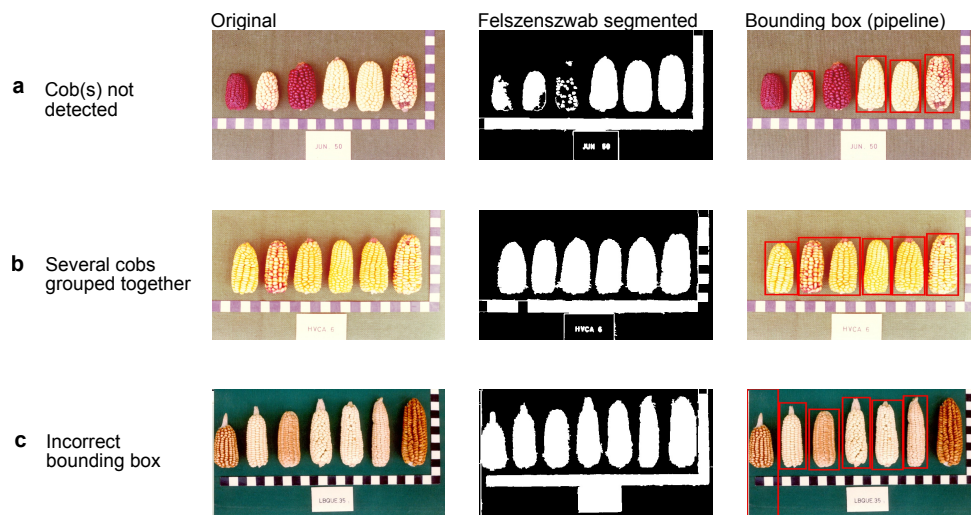 Original
Felszenszwab segmented
Bounding box (pipeline)
a
Cob(s) not
detected
JUN. 50
JUN 50
JUN. 50
b
Several cobs
grouped together
HVCA 6
HVCA 6
HVCA 6
c
Incorrect
bounding box
LBQUE 35
LBQUE 35